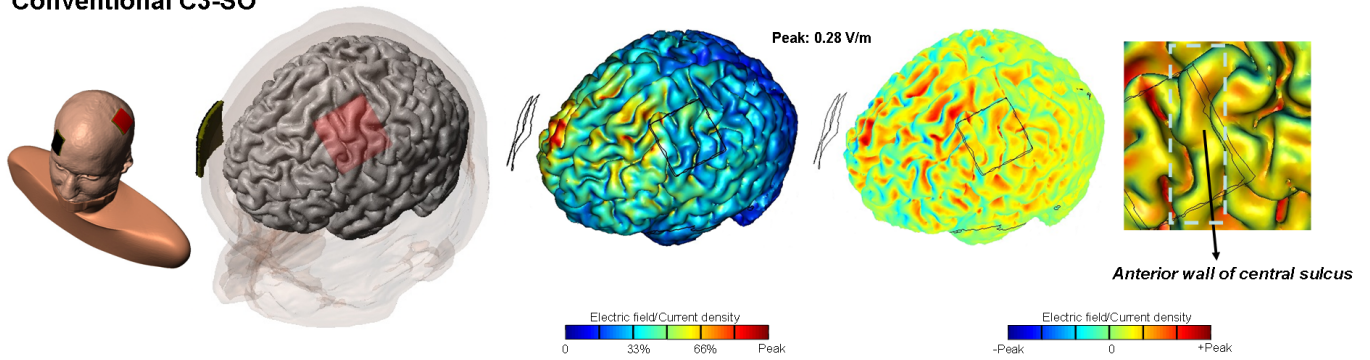 Conventional C3-SO
Peak: 0.28 V/m
Anterior wall of central sulcus
Electric field/Current density
0 33% 66% Peak
Electric field/Current density
-Peak 0 +Peak